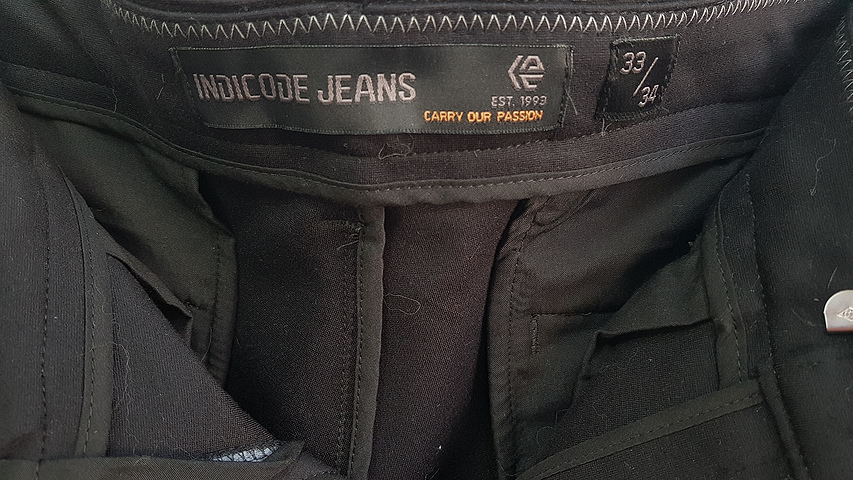 INDICODE JEANS
EST. 1993
CARRY OUR PASSION
33/34